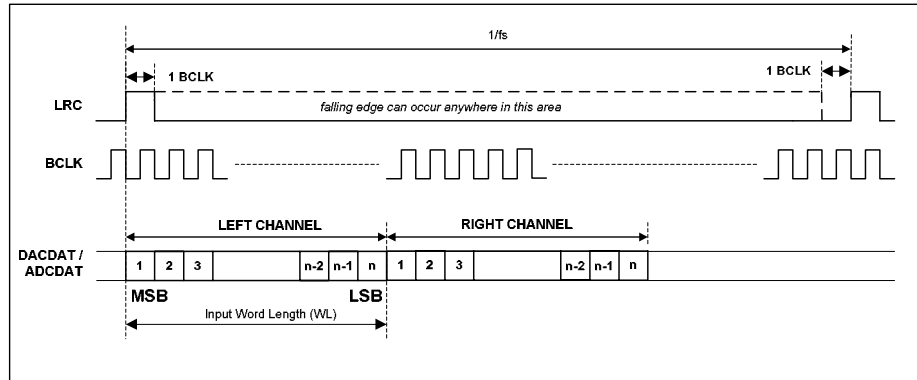 1/fs
1 BCLK
1 BCLK
LRC
falling edge can occur anywhere in this area
BCLK
LEFT CHANNEL
RIGHT CHANNEL
DACDAT /
ADCDAT
1 2 3 n-2 n-1 n 1 2 3 n-2 n-1 n
MSB LSB
Input Word Length (WL)